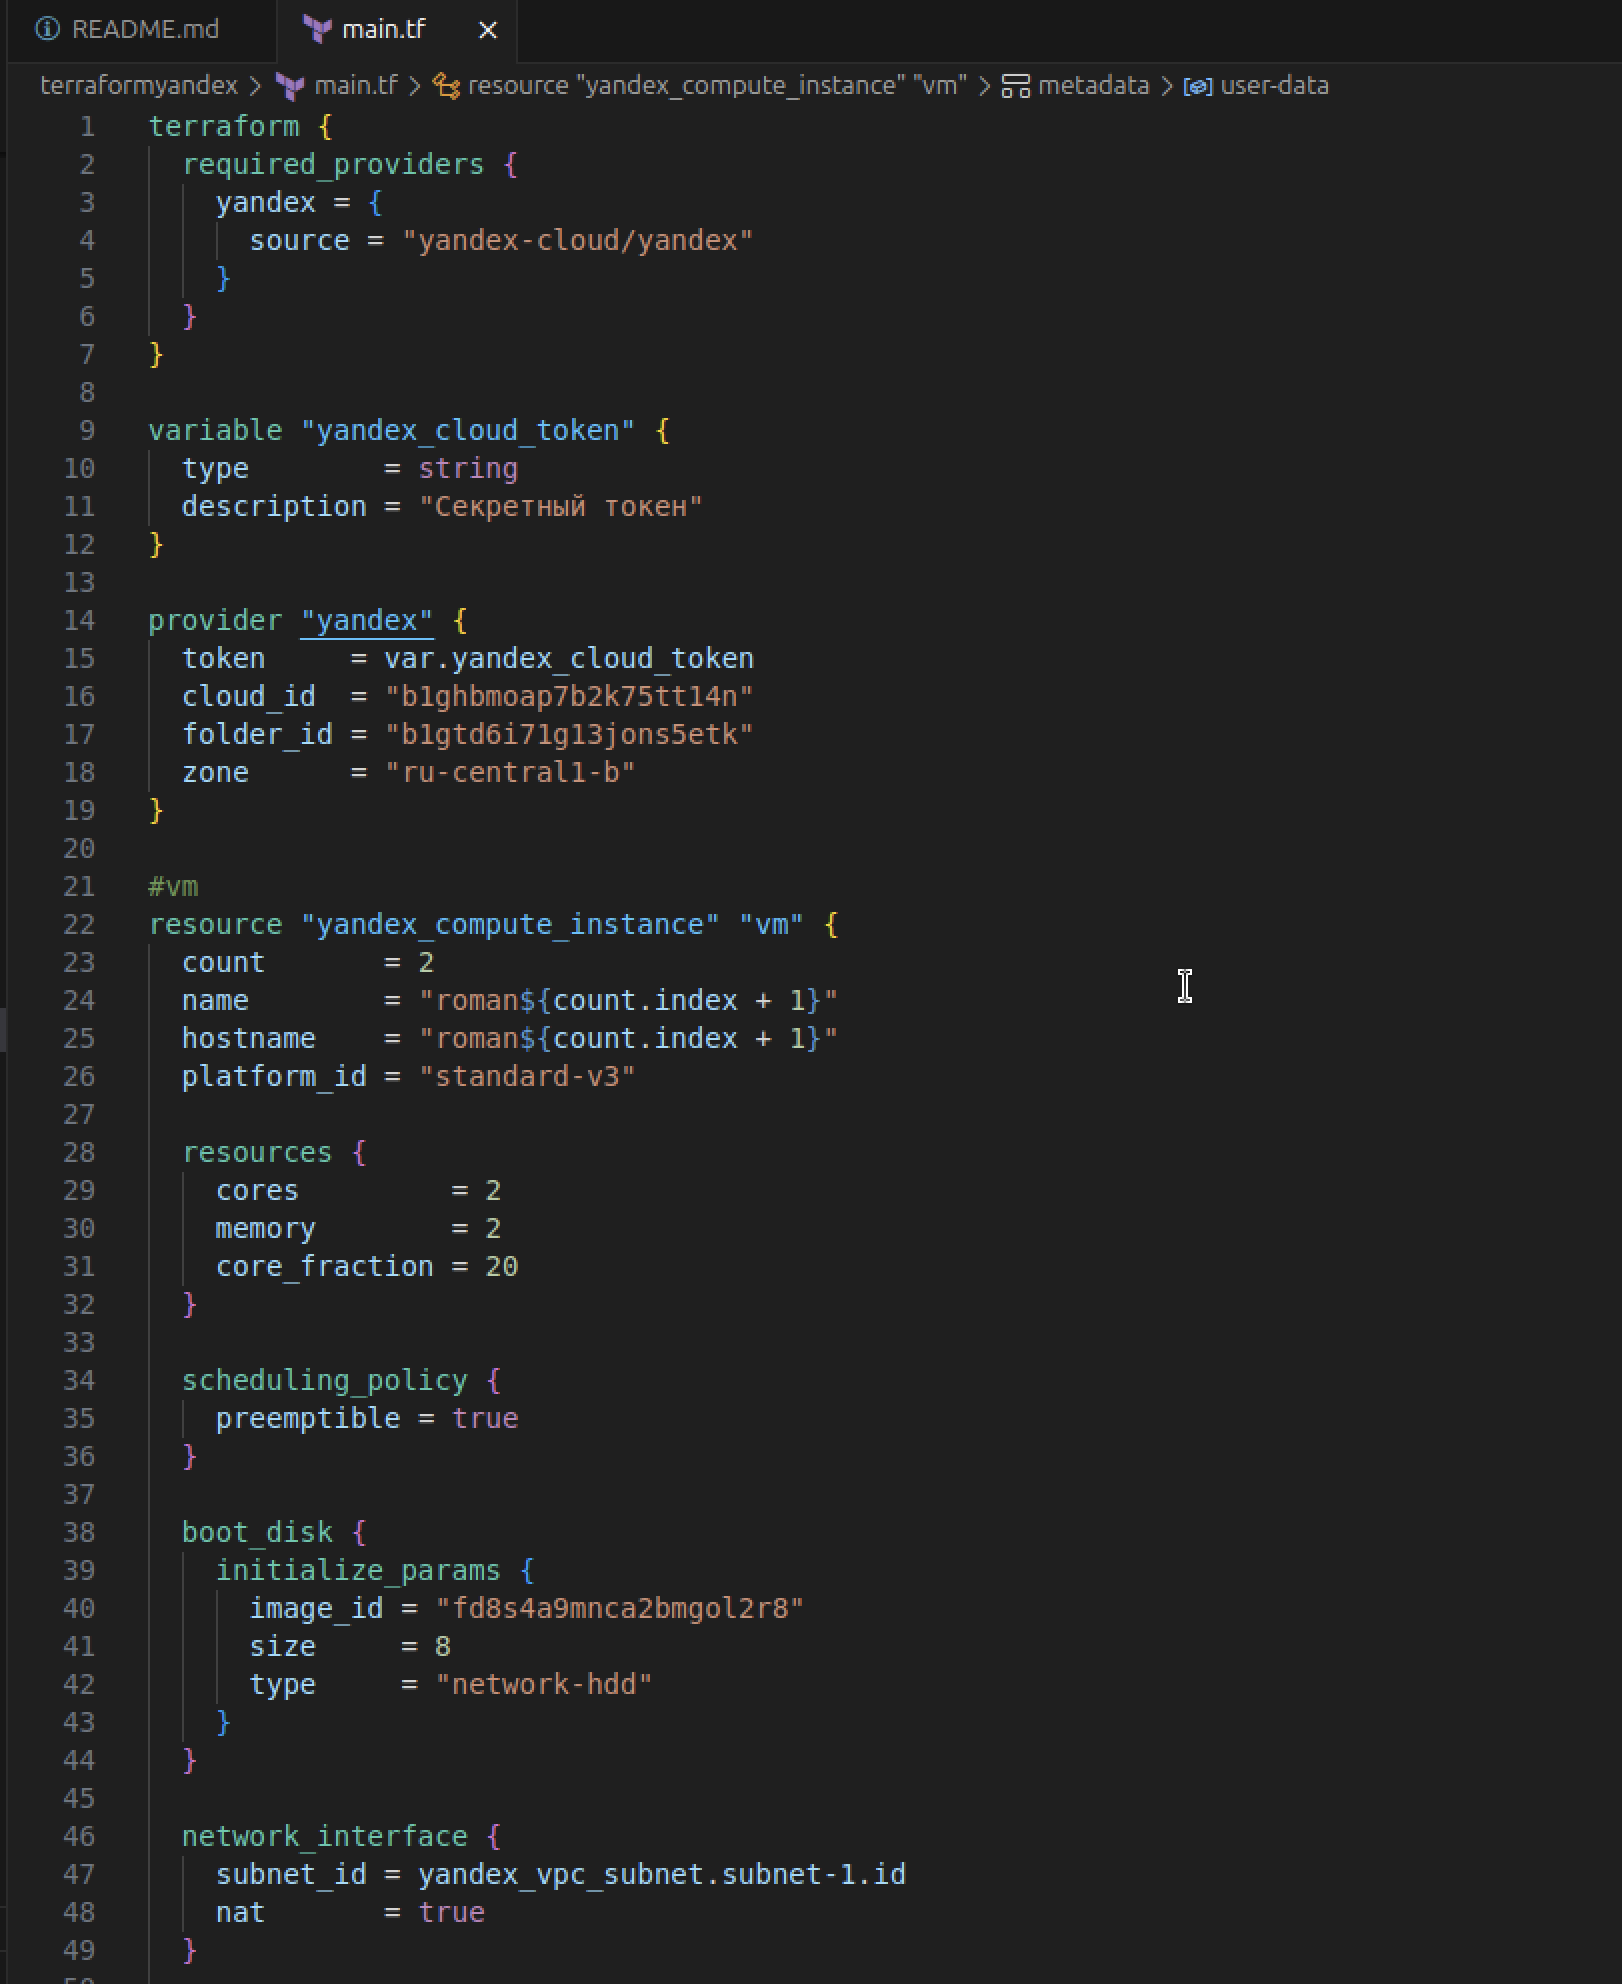 README.md
main.tf
terraformyandex > main.tf > resource "yandex_compute_instance" "vm" > metadata > user-data
1 terraform {
2   required_providers {
3     yandex = {
4       source = "yandex-cloud/yandex"
5     }
6   }
7 }
8
9 variable "yandex_cloud_token" {
10   type        = string
11   description = "Секретный токен"
12 }
13
14 provider "yandex" {
15   token     = var.yandex_cloud_token
16   cloud_id  = "b1ghbmoap7b2k75tt14n"
17   folder_id = "b1gtd6i71g13jons5etk"
18   zone      = "ru-central1-b"
19 }
20
21 #vm
22 resource "yandex_compute_instance" "vm" {
23   count       = 2
24   name        = "roman${count.index + 1}"
25   hostname    = "roman${count.index + 1}"
26   platform_id = "standard-v3"
27
28   resources {
29     cores         = 2
30     memory        = 2
31     core_fraction = 20
32   }
33
34   scheduling_policy {
35     preemptible = true
36   }
37
38   boot_disk {
39     initialize_params {
40       image_id = "fd8s4a9mnca2bmgol2r8"
41       size     = 8
42       type     = "network-hdd"
43     }
44   }
45
46   network_interface {
47     subnet_id = yandex_vpc_subnet.subnet-1.id
48     nat       = true
49   }